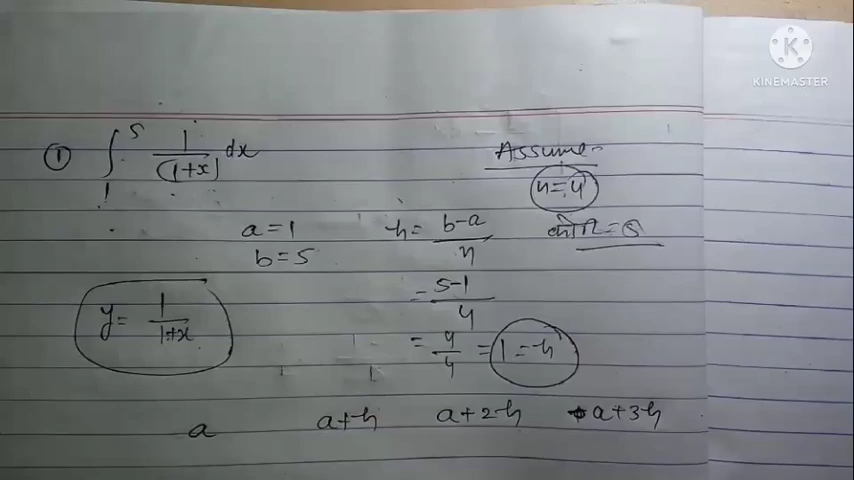 KINEMASTER
① ∫₁⁵ 1/(1+x) dx
Assume-
n=4
a=1
b=5
h= b-a/n
= 5-1/4
= 4/4 = 1=h
y= 1/1+x
a a+h a+2h a+3h